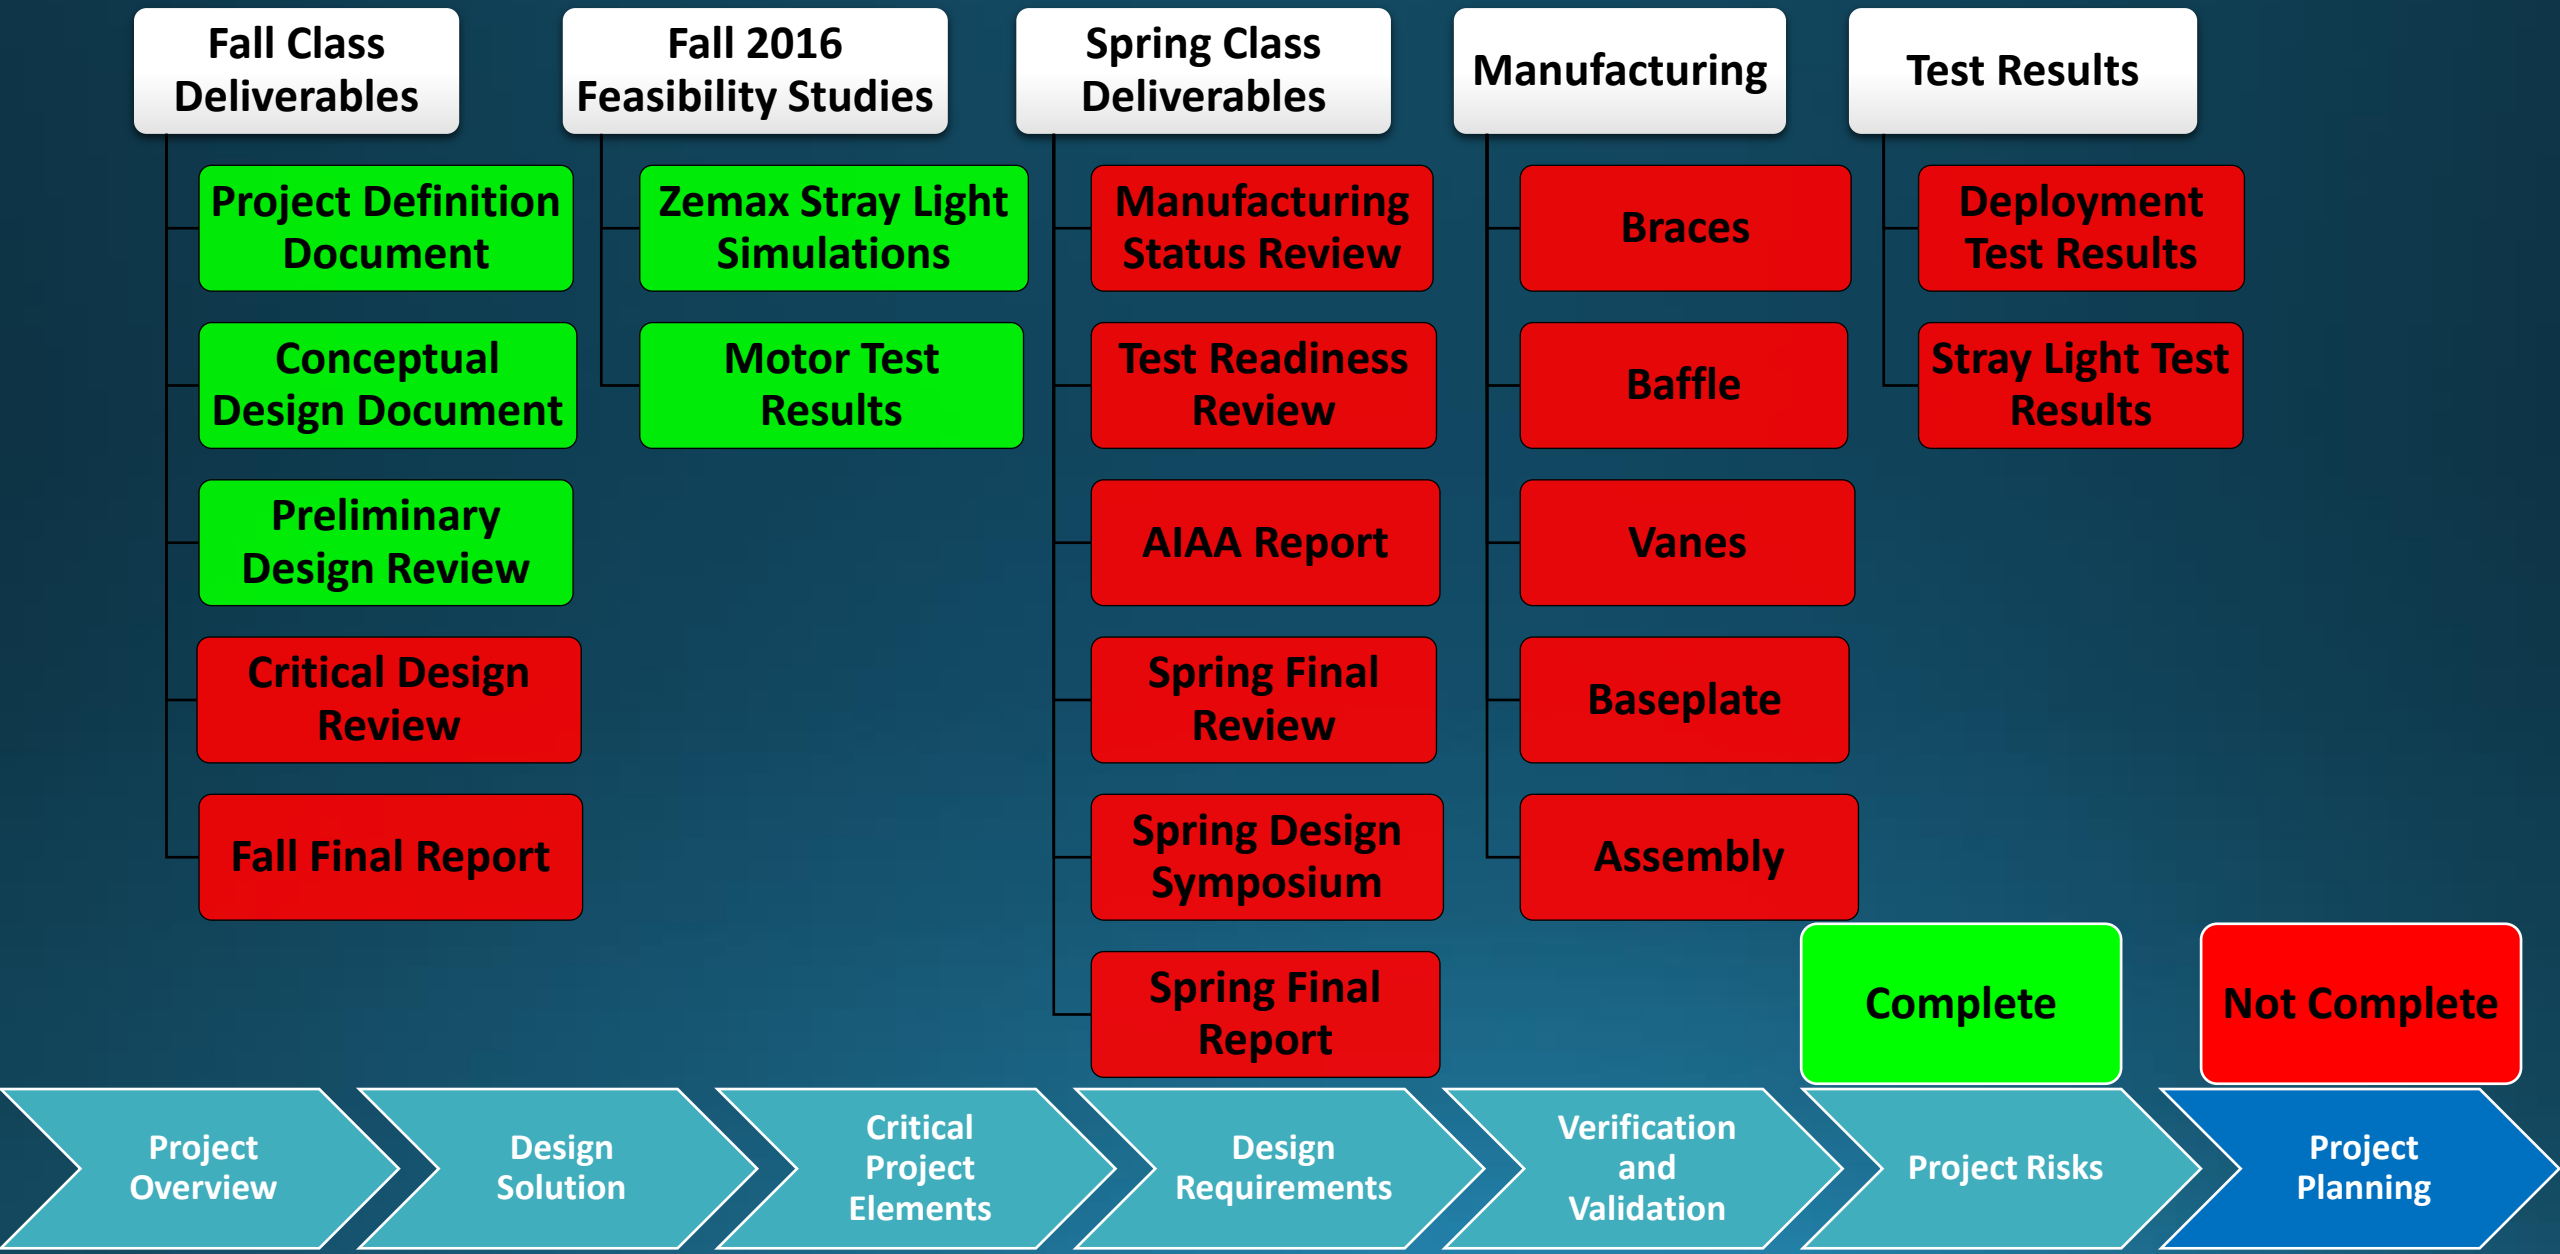 Fall Class
Deliverables
Project Definition
Document
Conceptual
Design Document
Preliminary
Design Review
Critical Design
Review
Fall Final Report
Fall 2016
Feasibility Studies
Zemax Stray Light
Simulations
Motor Test
Results
Spring Class
Deliverables
Manufacturing
Status Review
Test Readiness
Review
AIAA Report
Spring Final
Review
Spring Design
Symposium
Spring Final
Report
Manufacturing
Braces
Baffle
Vanes
Baseplate
Assembly
Test Results
Deployment
Test Results
Stray Light Test
Results
Complete
Not Complete
Project
Overview
Design
Solution
Critical
Project
Elements
Design
Requirements
Verification
and
Validation
Project Risks
Project
Planning